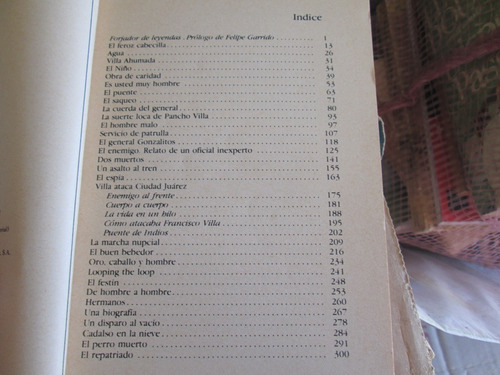 Indice
Forjador de leyendas. Prólogo de Felipe Garrido 1
El feroz cabecilla 13
Agua 26
Villa Ahumada 31
El Niño 34
Obra de caridad 39
Es usted muy hombre 53
El puente 63
El saqueo 71
La cuerda del general 80
La suerte loca de Pancho Villa 93
El hombre malo 97
Servicio de patrulla 107
El general Gonzalitos 118
El enemigo. Relato de un oficial inexperto 125
Dos muertos 141
Un asalto al tren 155
El espía 163
Villa ataca Ciudad Juárez
Enemigo al frente 175
Cuerpo a cuerpo 181
La vida en un hilo 188
Cómo atacaba Francisco Villa 195
Puente de Indios 202
La marcha nupcial 209
El buen bebedor 216
Oro, caballo y hombre 234
Looping the loop 241
El festín 248
De hombre a hombre 253
Hermanos 260
Una biografía 267
Un disparo al vacío 278
Cadalso en la nieve 284
El perro muerto 291
El repatriado 300